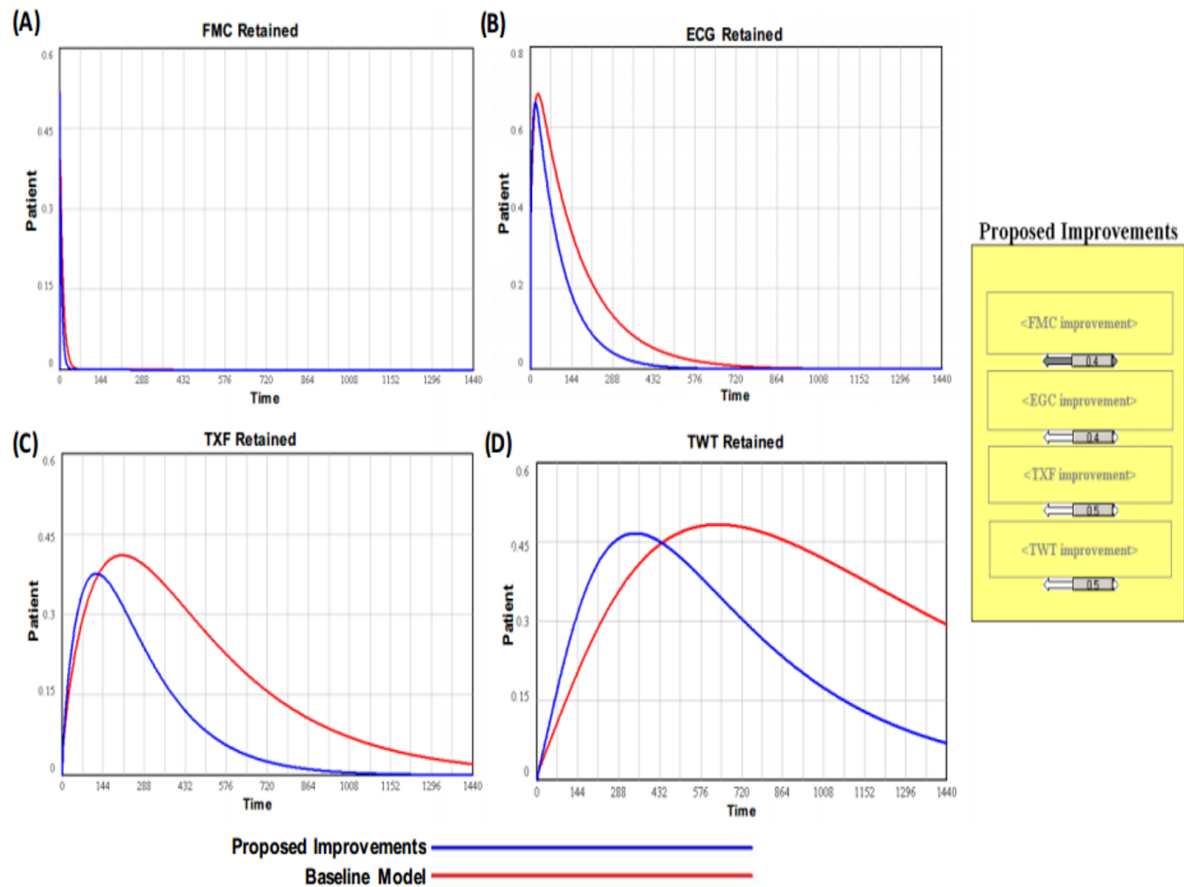 (A)
FMC Retained
0.6
0.45
0.3
0.15
0
Patient
0 144 288 432 576 720 864 1008 1152 1296 1440
Time
(B)
ECG Retained
0.8
0.6
0.4
0.2
0
Patient
0 144 288 432 576 720 864 1008 1152 1296 1440
Time
(C)
TXF Retained
0.6
0.45
0.3
0.15
0
Patient
0 144 288 432 576 720 864 1008 1152 1296 1440
Time
(D)
TWT Retained
0.6
0.45
0.3
0.15
0
Patient
0 144 288 432 576 720 864 1008 1152 1296 1440
Time
Proposed Improvements
<FMC improvement>
0.4
<EGC improvement>
0.4
<TXF improvement>
0.5
<TWT improvement>
0.5
Proposed Improvements
Baseline Model